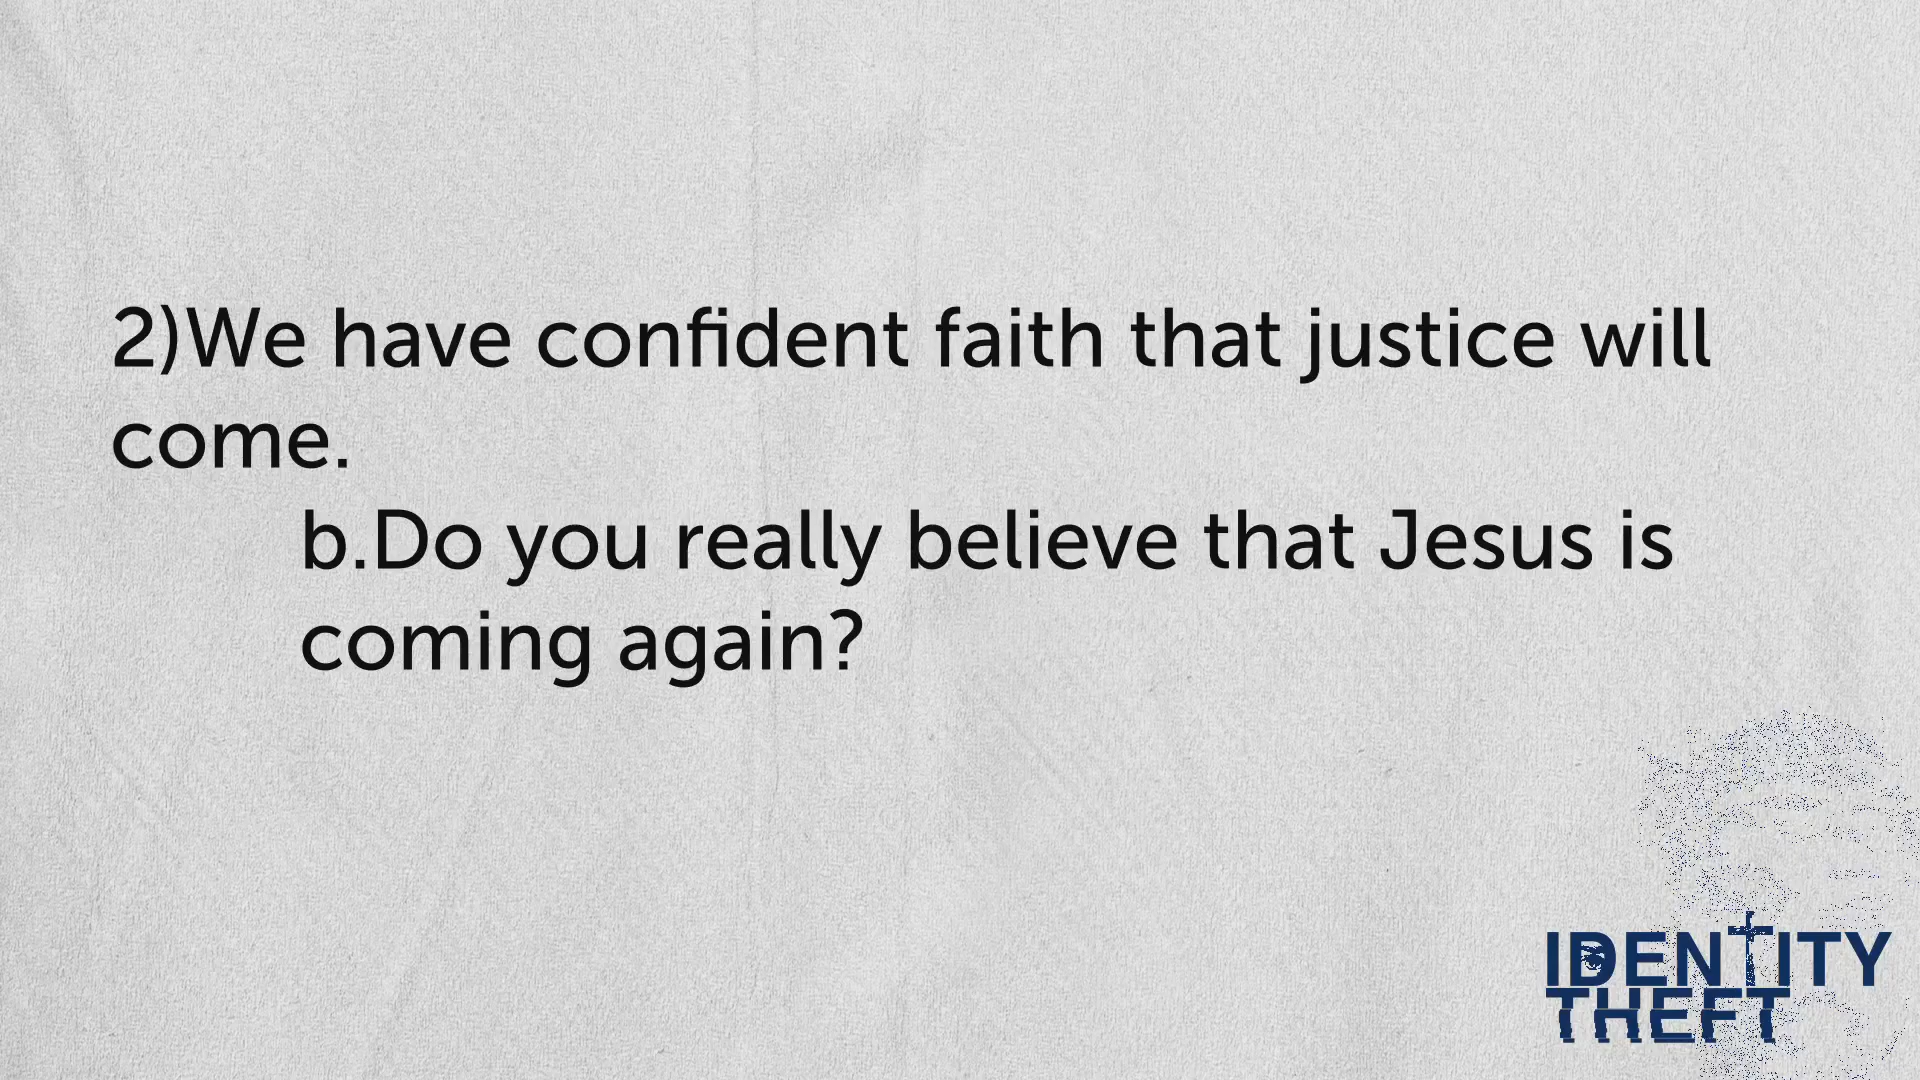 2)We have confident faith that justice will
come.
b.Do you really believe that Jesus is
coming again?
IDENTITY
THEFT